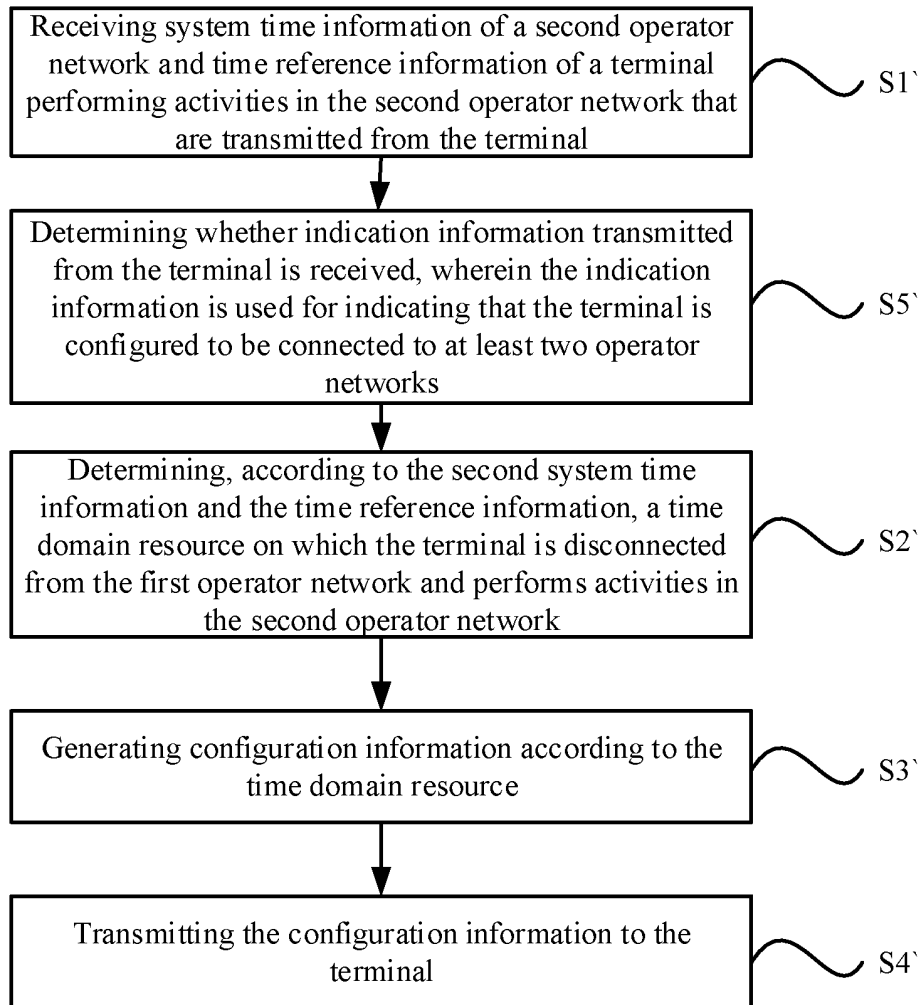 Receiving system time information of a second operator
network and time reference information of a terminal
performing activities in the second operator network that
are transmitted from the terminal
S1`
Determining whether indication information transmitted
from the terminal is received, wherein the indication
information is used for indicating that the terminal is
configured to be connected to at least two operator
networks
S5`
Determining, according to the second system time
information and the time reference information, a time
domain resource on which the terminal is disconnected
from the first operator network and performs activities in
the second operator network
S2`
Generating configuration information according to the
time domain resource
S3`
Transmitting the configuration information to the
terminal
S4`